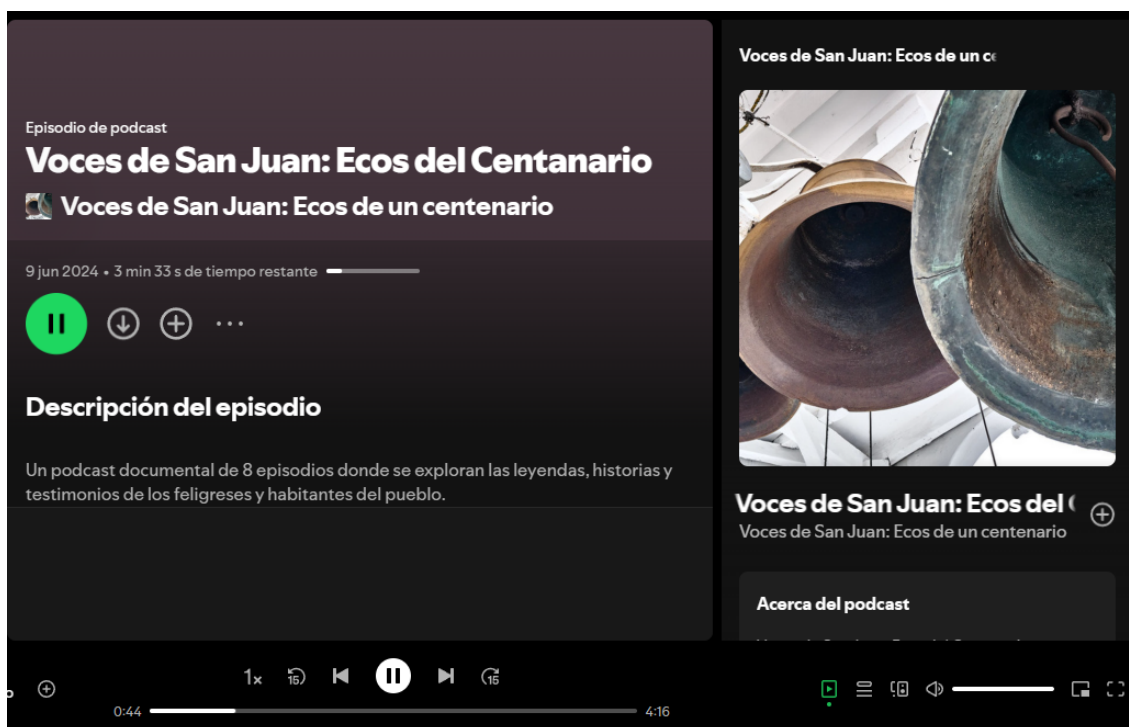 Episodio de podcast
Voces de San Juan: Ecos del Centanario
Voces de San Juan: Ecos de un centenario
9 jun 2024 • 3 min 33 s de tiempo restante
Descripción del episodio
Un podcast documental de 8 episodios donde se exploran las leyendas, historias y
testimonios de los feligreses y habitantes del pueblo.
Voces de San Juan: Ecos de un
Voces de San Juan: Ecos del
Voces de San Juan: Ecos de un centenario
Acerca del podcast
1x
15
15
0:44
4:16